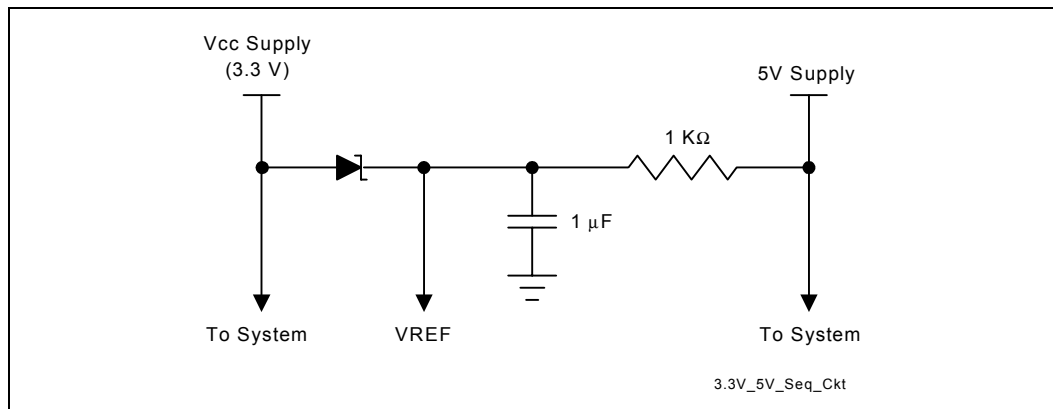 Vcc Supply
(3.3 V)
5V Supply
1 KΩ
1 μF
To System
VREF
To System
3.3V_5V_Seq_Ckt